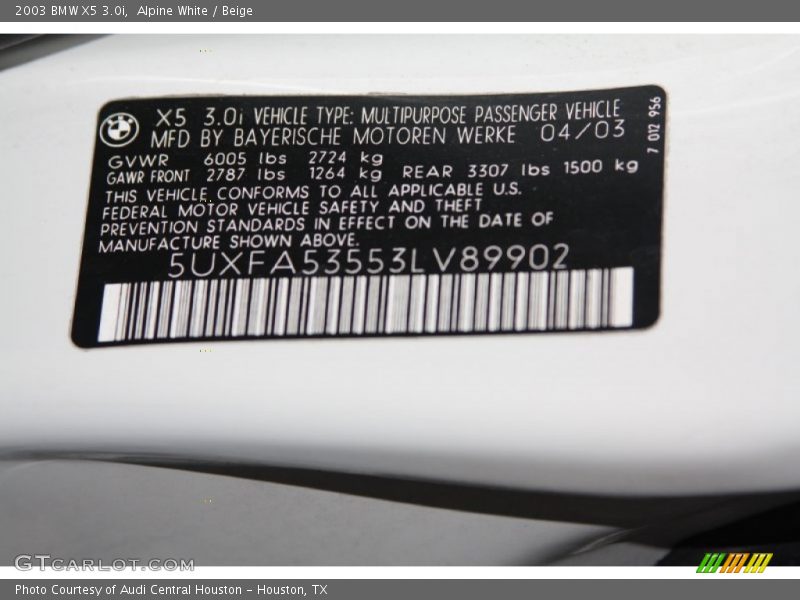 2003 BMW X5 3.0i, Alpine White / Beige
X5 3.0i VEHICLE TYPE: MULTIPURPOSE PASSENGER VEHICLE
MFD BY BAYERISCHE MOTOREN WERKE 04/03
GVWR 6005 lbs 2724 kg
GAWR FRONT 2787 lbs 1264 kg REAR 3307 lbs 1500 kg
THIS VEHICLE CONFORMS TO ALL APPLICABLE U.S.
FEDERAL MOTOR VEHICLE SAFETY AND THEFT
PREVENTION STANDARDS IN EFFECT ON THE DATE OF
MANUFACTURE SHOWN ABOVE.
5UXFA53553LV89902
7 012 956
BMW
GTCARLOT.COM
Photo Courtesy of Audi Central Houston - Houston, TX